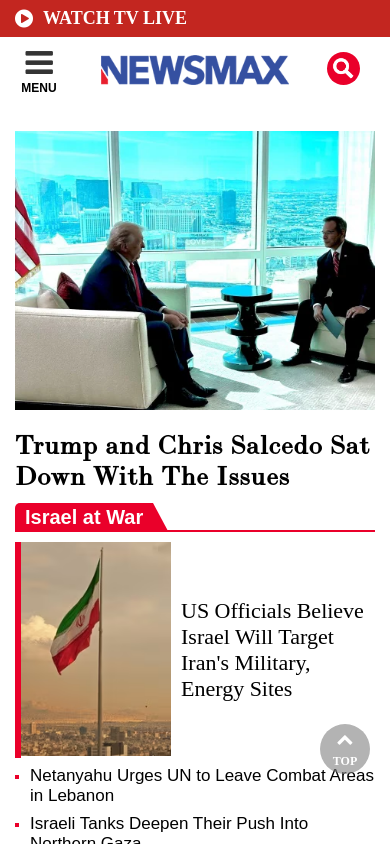 WATCH TV LIVE
MENU
NEWSMAX
Trump and Chris Salcedo Sat
Down With The Issues
Israel at War
US Officials Believe
Israel Will Target
Iran's Military,
Energy Sites
TOP
Netanyahu Urges UN to Leave Combat Areas
in Lebanon
Israeli Tanks Deepen Their Push Into
Northern Gaza